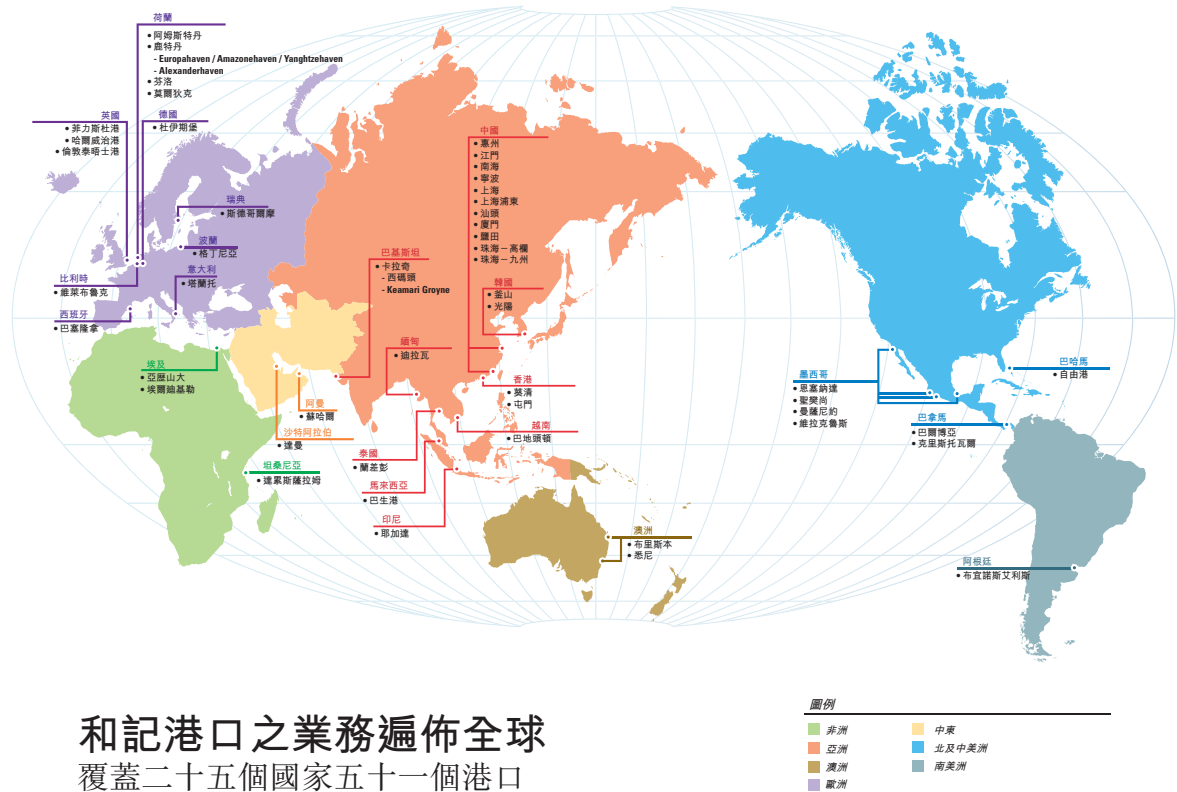 荷蘭
• 阿姆斯特丹
• 鹿特丹
- Europahaven / Amazonehaven / Yanghtzehaven
- Alexanderhaven
• 芬洛
• 莫爾狄克
英國
• 菲力斯杜港
• 哈爾威治港
• 倫敦泰晤士港
德國
• 杜伊斯堡
瑞典
• 斯德哥爾摩
波蘭
• 格丁尼亞
意大利
• 塔蘭托
比利時
• 維萊布魯克
西班牙
• 巴塞隆拿
埃及
• 亞歷山大
• 埃爾迪基勒
阿曼
• 蘇哈爾
沙特阿拉伯
• 達曼
坦桑尼亞
• 達累斯薩拉姆
中國
• 惠州
• 江門
• 南海
• 寧波
• 上海
• 上海浦東
• 汕頭
• 廈門
• 鹽田
• 珠海－高欄
• 珠海－九州
巴基斯坦
• 卡拉奇
- 西碼頭
- Keamari Groyne
韓國
• 釜山
• 光陽
緬甸
• 迪拉瓦
香港
• 葵清
• 屯門
越南
• 巴地頭頓
泰國
• 蘭差彭
馬來西亞
• 巴生港
印尼
• 耶加達
澳洲
• 布里斯本
• 悉尼
墨西哥
• 恩塞納達
• 聖樊尚
• 曼薩尼約
• 維拉克魯斯
巴哈馬
• 自由港
巴拿馬
• 巴爾博亞
• 克里斯托瓦爾
阿根廷
• 布宜諾斯艾利斯
和記港口之業務遍佈全球
覆蓋二十五個國家五十一個港口
圖例
非洲
亞洲
澳洲
歐洲
中東
北及中美洲
南美洲